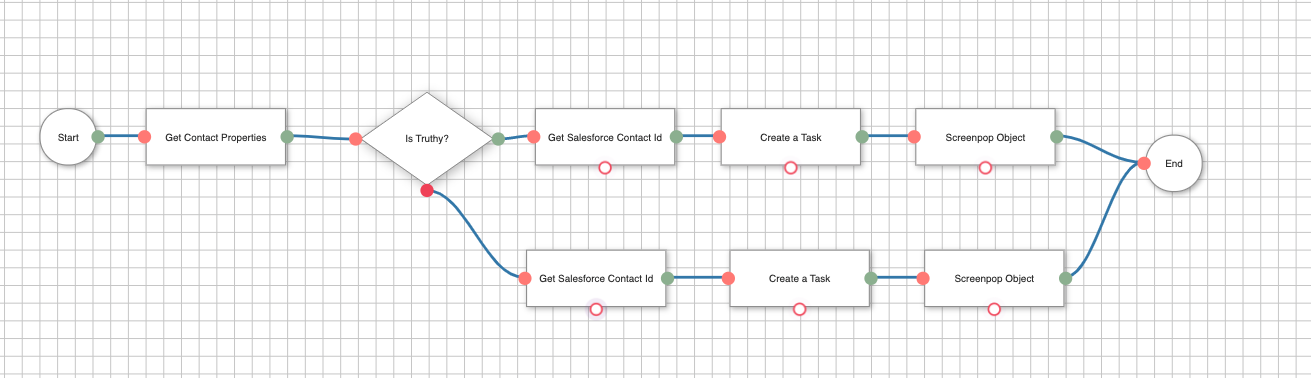 Start
Get Contact Properties
Is Truthy?
Get Salesforce Contact Id
Create a Task
Screenpop Object
End
Get Salesforce Contact Id
Create a Task
Screenpop Object